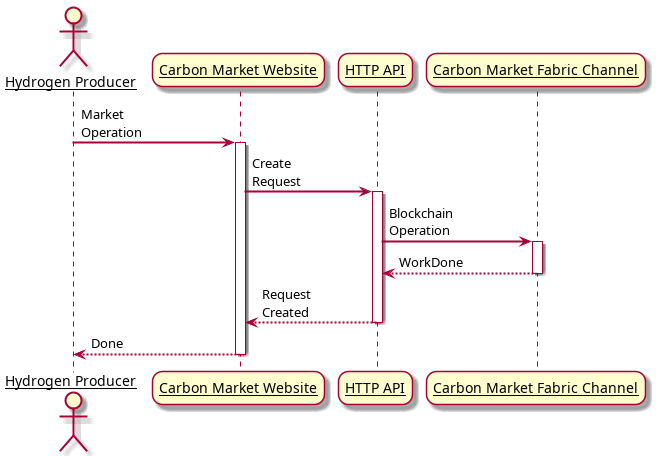 Hydrogen Producer
Carbon Market Website
HTTP API
Carbon Market Fabric Channel
Market
Operation
Create
Request
Blockchain
Operation
WorkDone
Request
Created
Done
Hydrogen Producer
Carbon Market Website
HTTP API
Carbon Market Fabric Channel